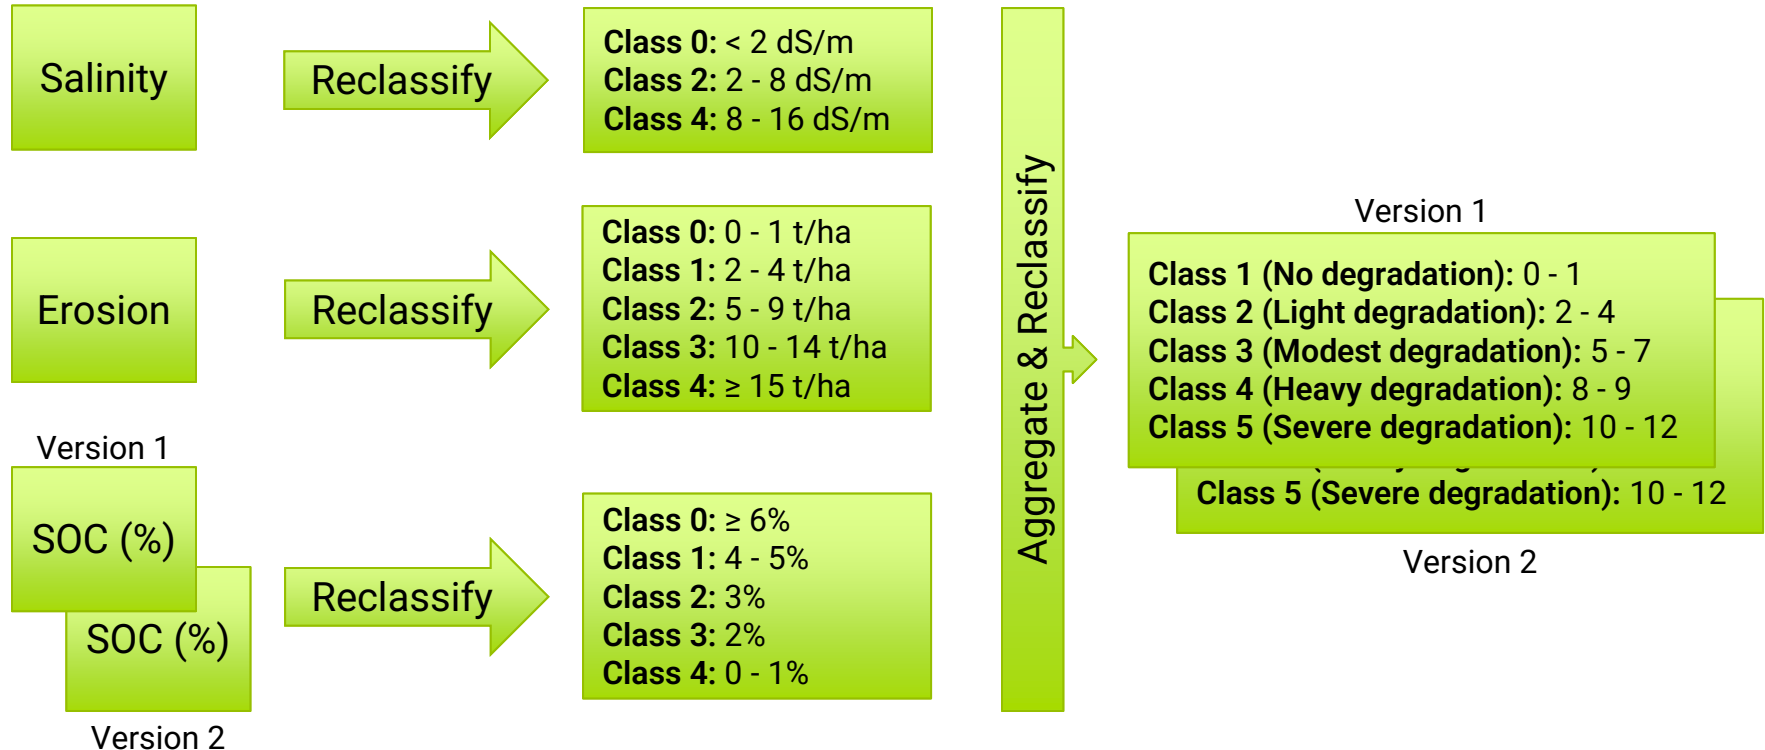 Salinity
Reclassify
Class 0: < 2 dS/m
Class 2: 2 - 8 dS/m
Class 4: 8 - 16 dS/m
Erosion
Reclassify
Class 0: 0 - 1 t/ha
Class 1: 2 - 4 t/ha
Class 2: 5 - 9 t/ha
Class 3: 10 - 14 t/ha
Class 4: ≥ 15 t/ha
Version 1
SOC (%)
SOC (%)
Version 2
Reclassify
Class 0: ≥ 6%
Class 1: 4 - 5%
Class 2: 3%
Class 3: 2%
Class 4: 0 - 1%
Aggregate & Reclassify
Version 1
Class 1 (No degradation): 0 - 1
Class 2 (Light degradation): 2 - 4
Class 3 (Modest degradation): 5 - 7
Class 4 (Heavy degradation): 8 - 9
Class 5 (Severe degradation): 10 - 12
Class 5 (Severe degradation): 10 - 12
Version 2